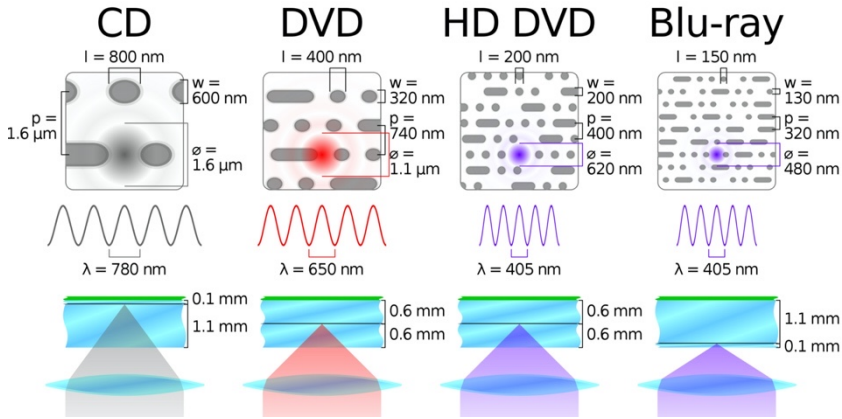 CD
l = 800 nm
w =
600 nm
p =
1.6 µm
ø =
1.6 µm
λ = 780 nm
0.1 mm
1.1 mm
DVD
l = 400 nm
w =
320 nm
p =
740 nm
ø =
1.1 µm
λ = 650 nm
0.6 mm
0.6 mm
HD DVD
l = 200 nm
w =
200 nm
p =
400 nm
ø =
620 nm
λ = 405 nm
0.6 mm
0.6 mm
Blu-ray
l = 150 nm
w =
130 nm
p =
320 nm
ø =
480 nm
λ = 405 nm
1.1 mm
0.1 mm